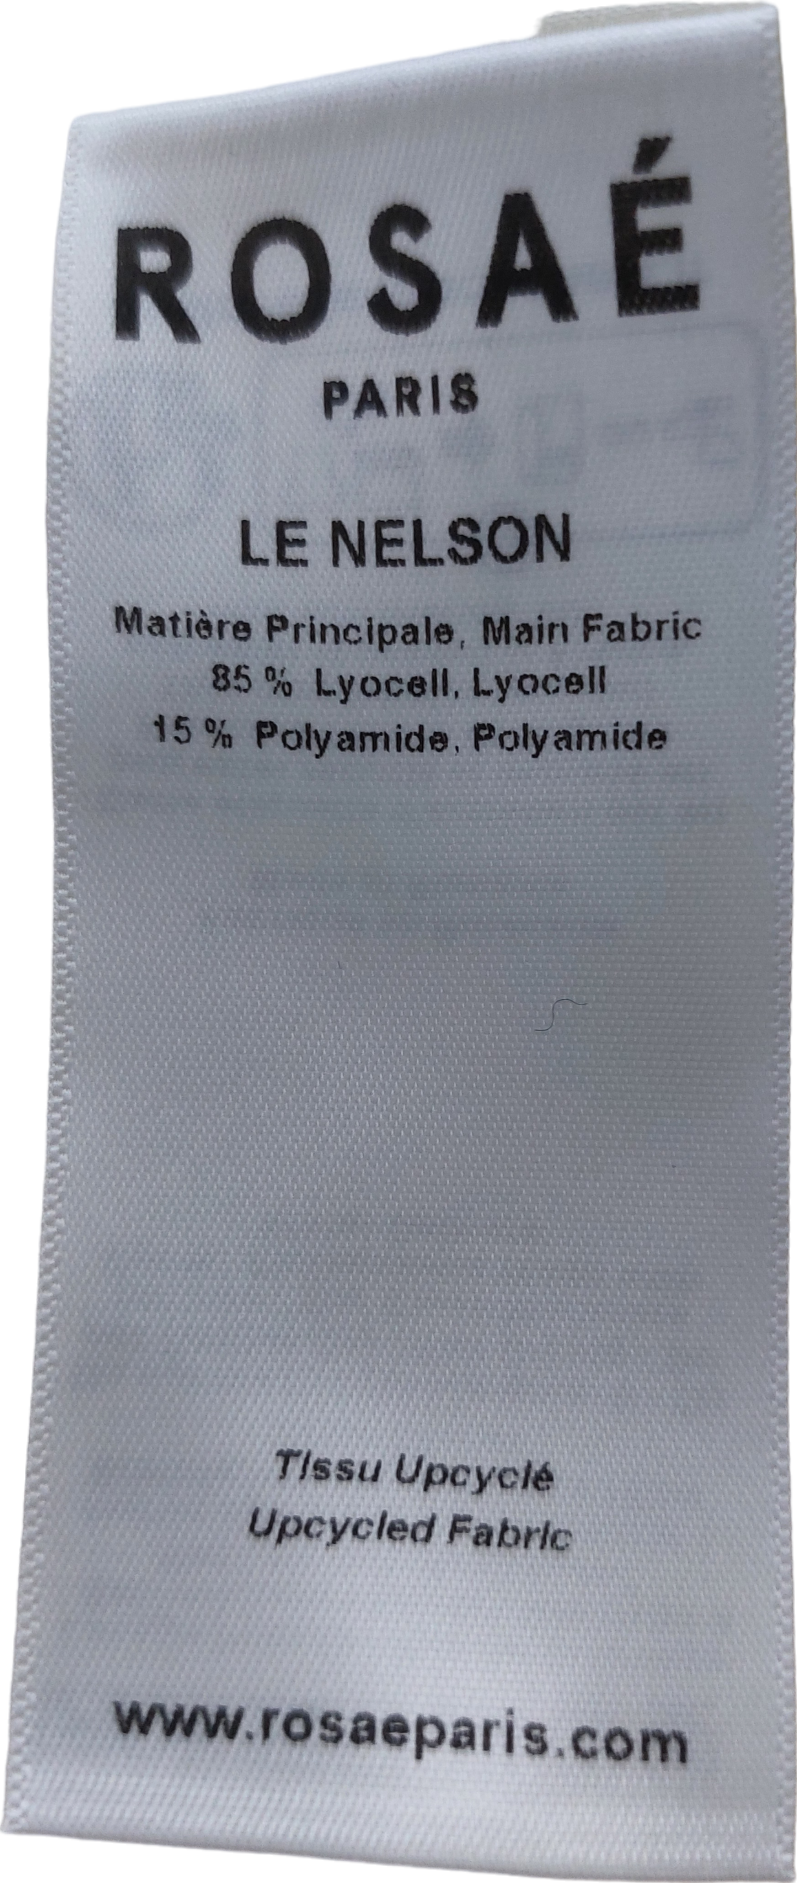 ROSAÉ
PARIS
LE NELSON
Matière Principale, Main Fabric
85 % Lyocell, Lyocell
15 % Polyamide, Polyamide
Tissu Upcyclé
Upcycled Fabric
www.rosaeparis.com